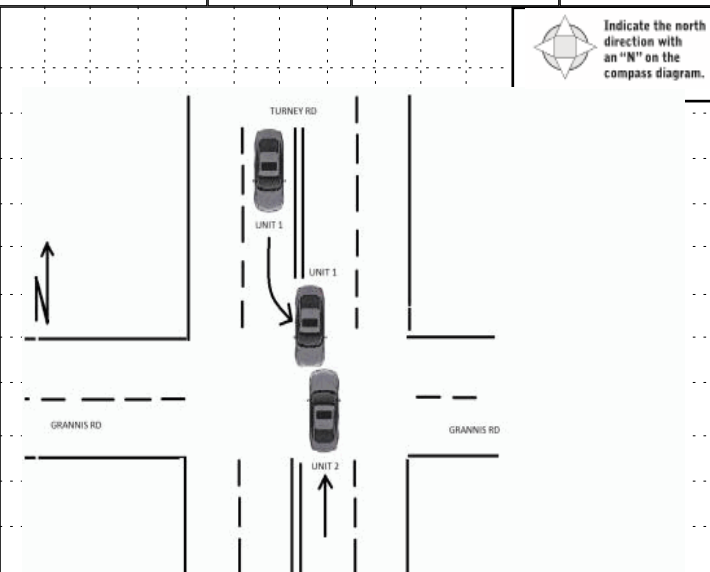 Indicate the north
direction with
an "N" on the
compass diagram.
TURNEY RD
UNIT 1
UNIT 1
N
GRANNIS RD
GRANNIS RD
UNIT 2